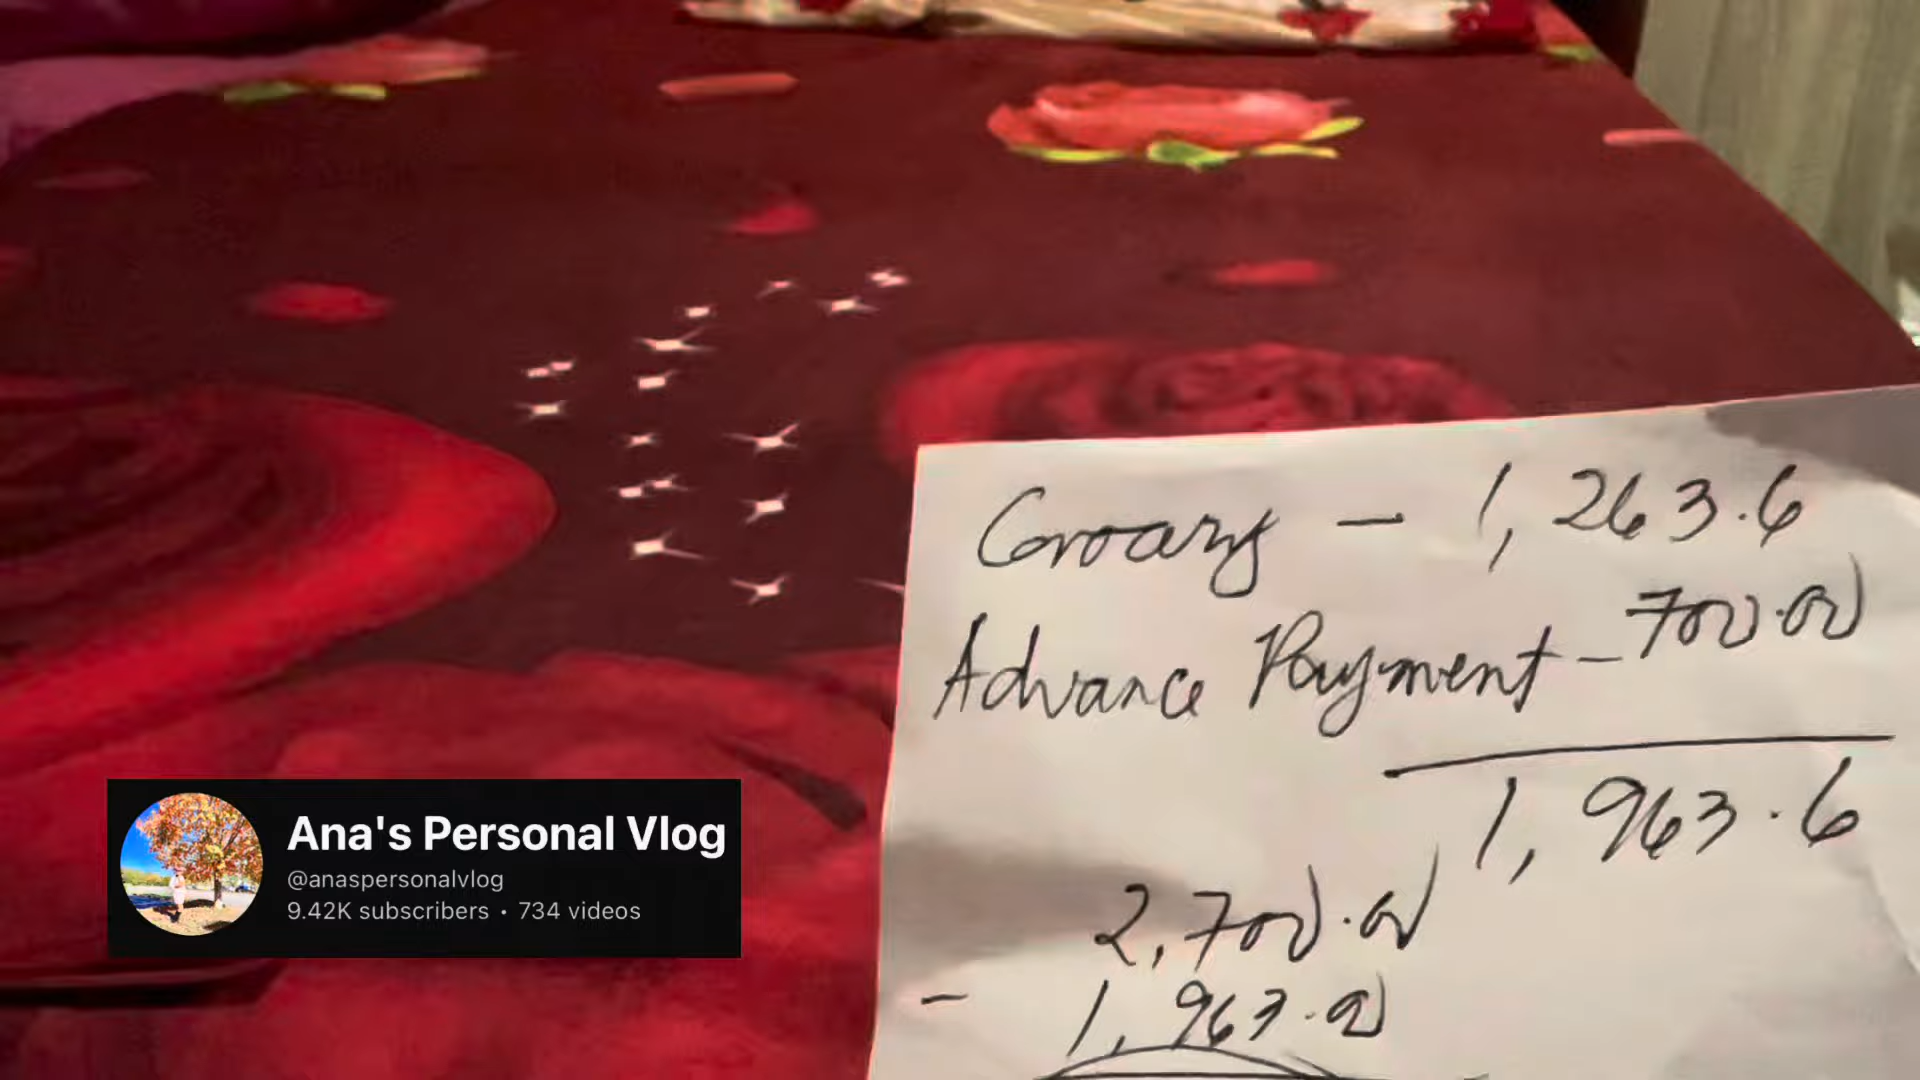 Grocery - 1,263.6
Advance Payment - 700.00
1,963.6
2,700.00
- 1,963.00
Ana's Personal Vlog
@anaspersonalvlog
9.42K subscribers • 734 videos